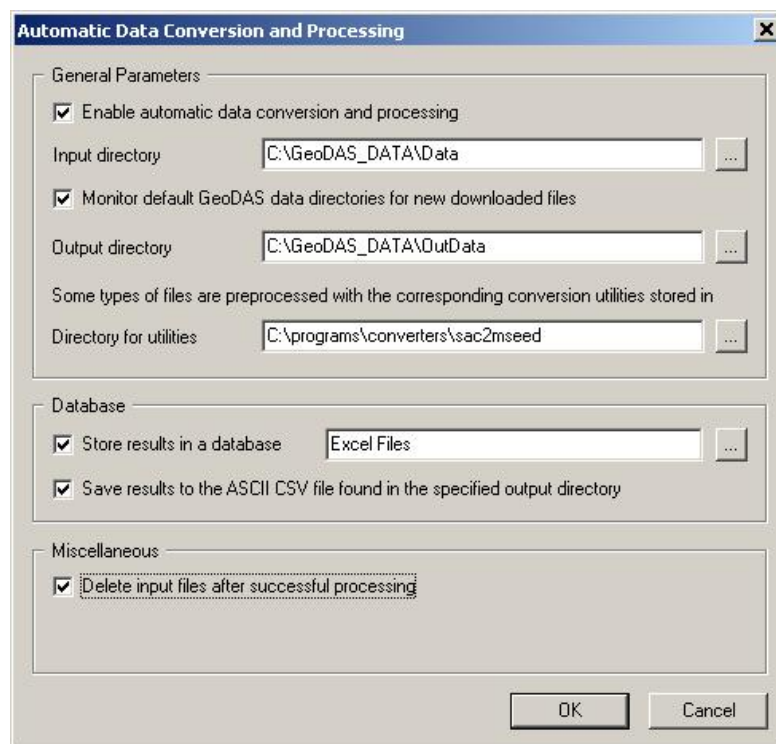 Automatic Data Conversion and Processing
General Parameters
Enable automatic data conversion and processing
Input directory C:\GeoDAS_DATA\Data ...
Monitor default GeoDAS data directories for new downloaded files
Output directory C:\GeoDAS_DATA\OutData ...
Some types of files are preprocessed with the corresponding conversion utilities stored in
Directory for utilities C:\programs\converters\sac2mseed ...
Database
Store results in a database Excel Files ...
Save results to the ASCII CSV file found in the specified output directory
Miscellaneous
Delete input files after successful processing
OK Cancel